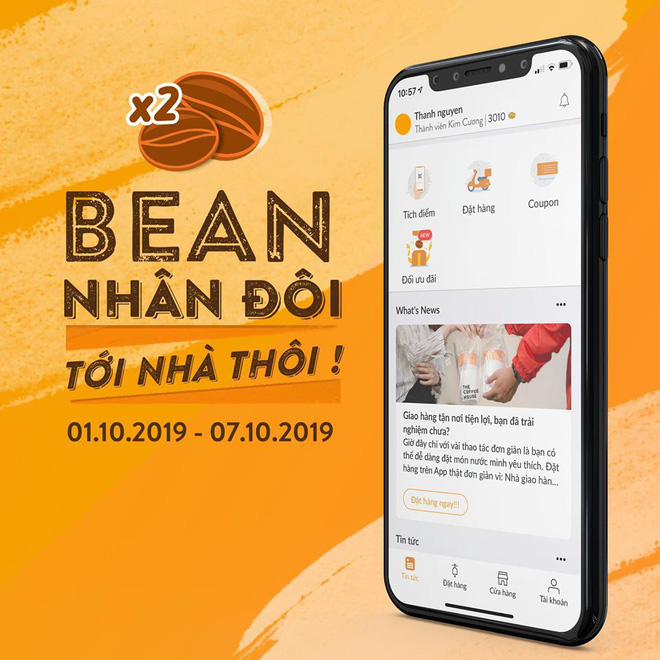 x2
BEAN
NHÂN ĐÔI
TỚI NHÀ THÔI !
01.10.2019 - 07.10.2019
10:57
Thanh nguyen
Thành viên Kim Cương | 3010
Tích điểm
Đặt hàng
Coupon
NEW
Đổi ưu đãi
What's News
THE
COFFEE
HOUSE
Giao hàng tận nơi tiện lợi, bạn đã trải
nghiệm chưa?
Giờ đây chỉ với vài thao tác đơn giản là bạn có
thể dễ dàng đặt món nước mình yêu thích. Đặt
hàng trên App thật đơn giản vì: Nhà giao hàn...
Đặt hàng ngay!!!
Tin tức
Tin tức
Đặt hàng
Cửa hàng
Tài khoản